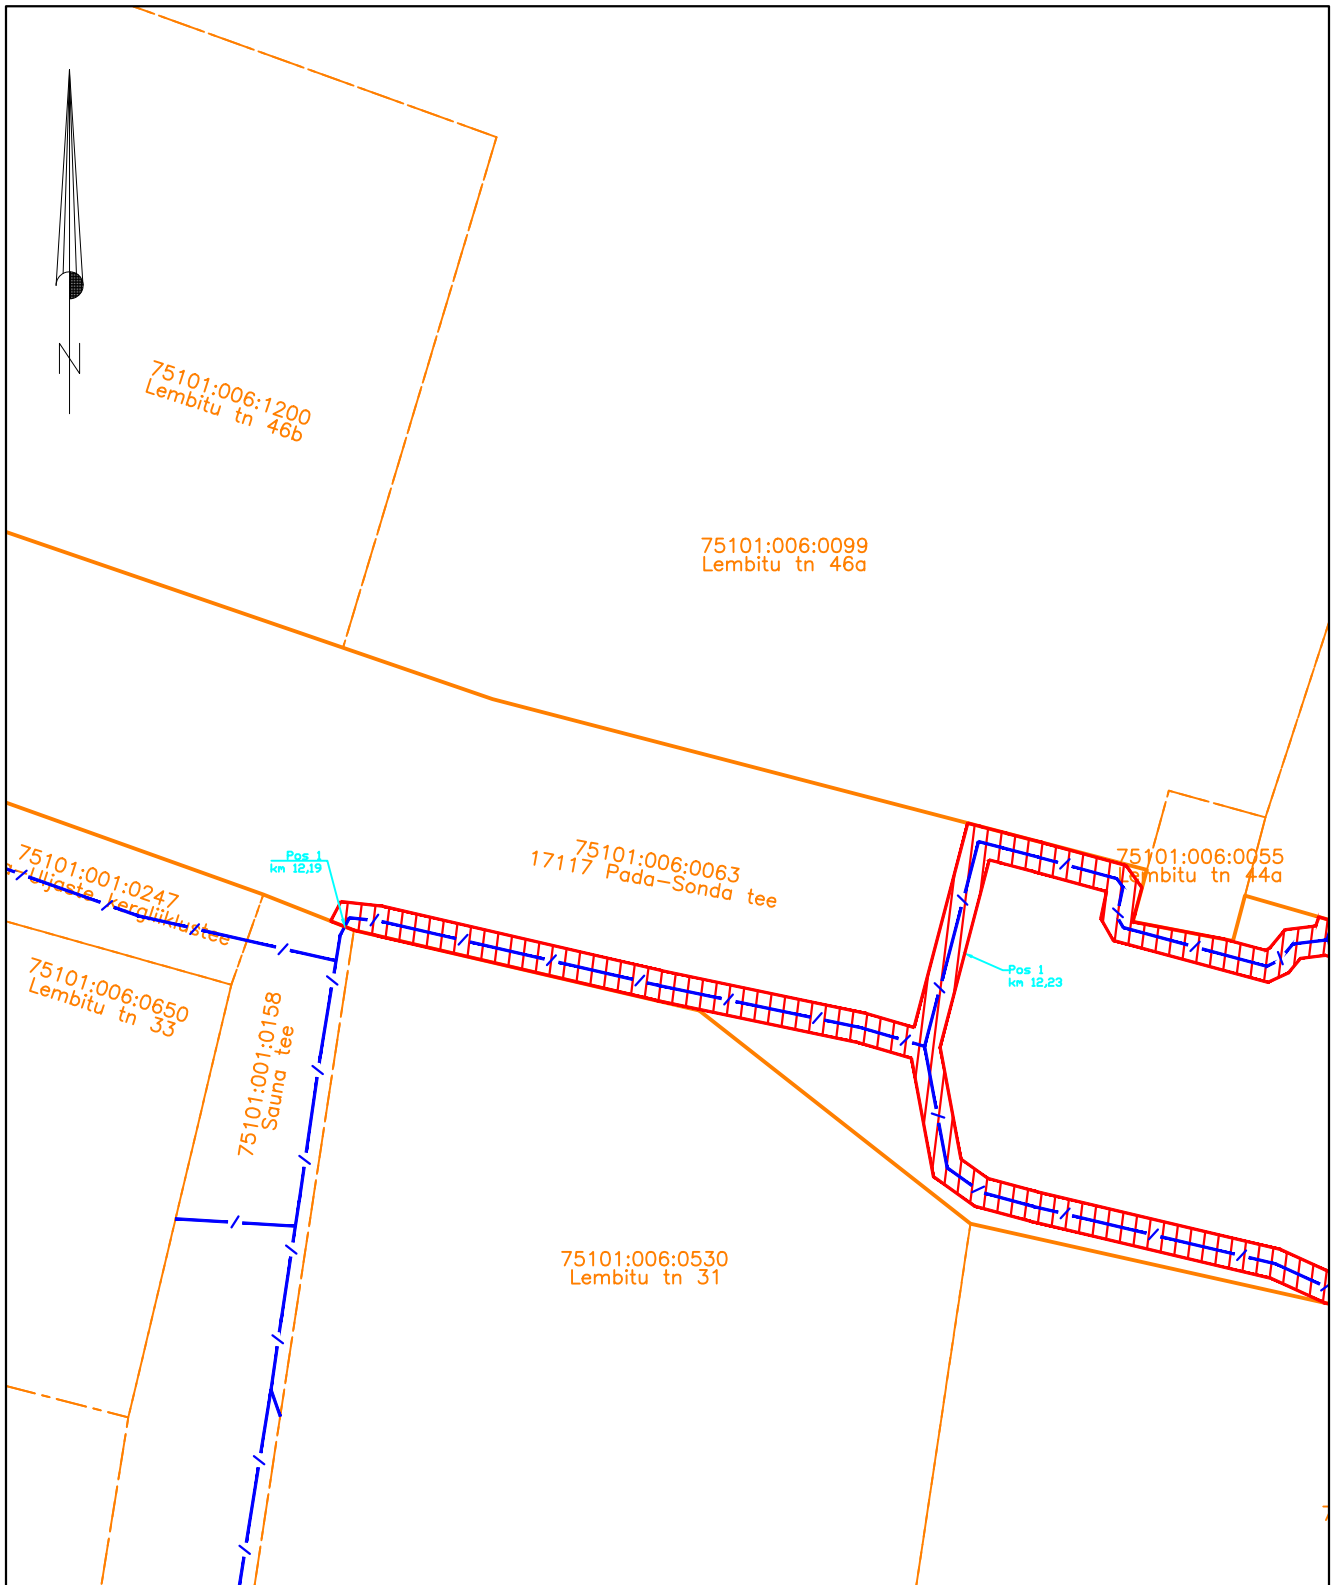 N
75101:006:1200
Lembitu tn 46b
75101:006:0099
Lembitu tn 46a
75101:006:0063
17117 Pada-Sonda tee
75101:006:0055
Lembitu tn 44a
Pos 1
km 12,19
75101:001:0247
Uljaste kergliiklustee
Pos 1
km 12,23
75101:006:0650
Lembitu tn 33
75101:001:0158
Sauna tee
75101:006:0530
Lembitu tn 31